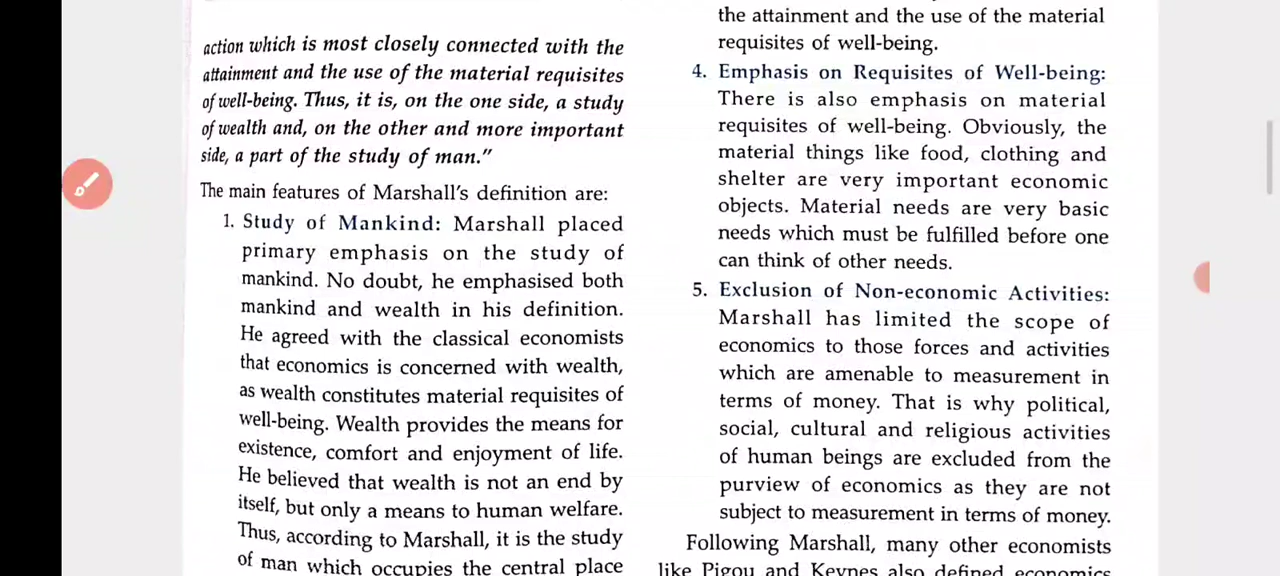 action which is most closely connected with the
attainment and the use of the material requisites
of well-being. Thus, it is, on the one side, a study
of wealth and, on the other and more important
side, a part of the study of man.”
The main features of Marshall’s definition are:
1. Study of Mankind: Marshall placed
primary emphasis on the study of
mankind. No doubt, he emphasised both
mankind and wealth in his definition.
He agreed with the classical economists
that economics is concerned with wealth,
as wealth constitutes material requisites of
well-being. Wealth provides the means for
existence, comfort and enjoyment of life.
He believed that wealth is not an end by
itself, but only a means to human welfare.
Thus, according to Marshall, it is the study
of man which occupies the central place
the attainment and the use of the material
requisites of well-being.
4. Emphasis on Requisites of Well-being:
There is also emphasis on material
requisites of well-being. Obviously, the
material things like food, clothing and
shelter are very important economic
objects. Material needs are very basic
needs which must be fulfilled before one
can think of other needs.
5. Exclusion of Non-economic Activities:
Marshall has limited the scope of
economics to those forces and activities
which are amenable to measurement in
terms of money. That is why political,
social, cultural and religious activities
of human beings are excluded from the
purview of economics as they are not
subject to measurement in terms of money.
Following Marshall, many other economists
like Pigou and Keynes also defined economics